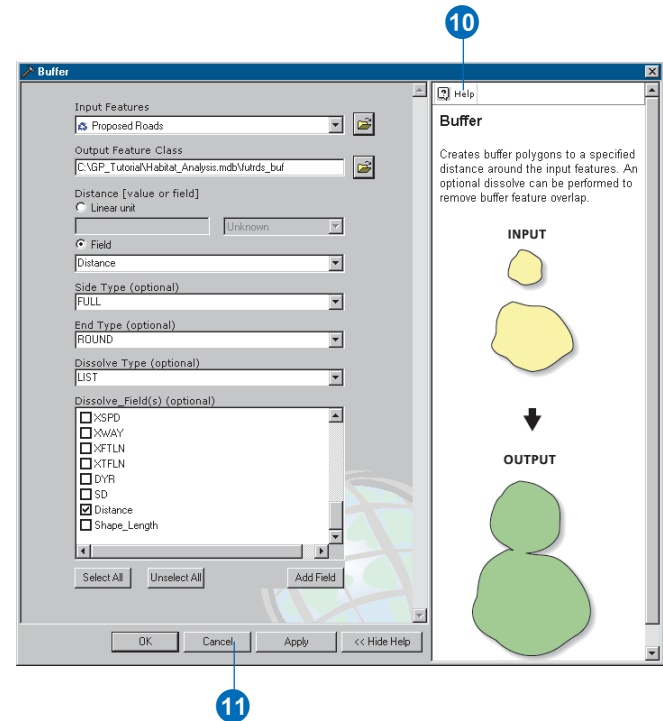 10
Buffer
Input Features
Proposed Roads
Output Feature Class
C:\GP_Tutorial\Habitat_Analysis.mdb\futrds_buf
Distance [value or field]
Linear unit
Unknown
Field
Distance
Side Type (optional)
FULL
End Type (optional)
ROUND
Dissolve Type (optional)
LIST
Dissolve_Field(s) (optional)
XSPD
XWAY
XFTLN
XTFLN
DYR
SD
Distance
Shape_Length
Select All Unselect All Add Field
OK Cancel Apply << Hide Help
Help
Buffer
Creates buffer polygons to a specified
distance around the input features. An
optional dissolve can be performed to
remove buffer feature overlap.
INPUT
OUTPUT
11